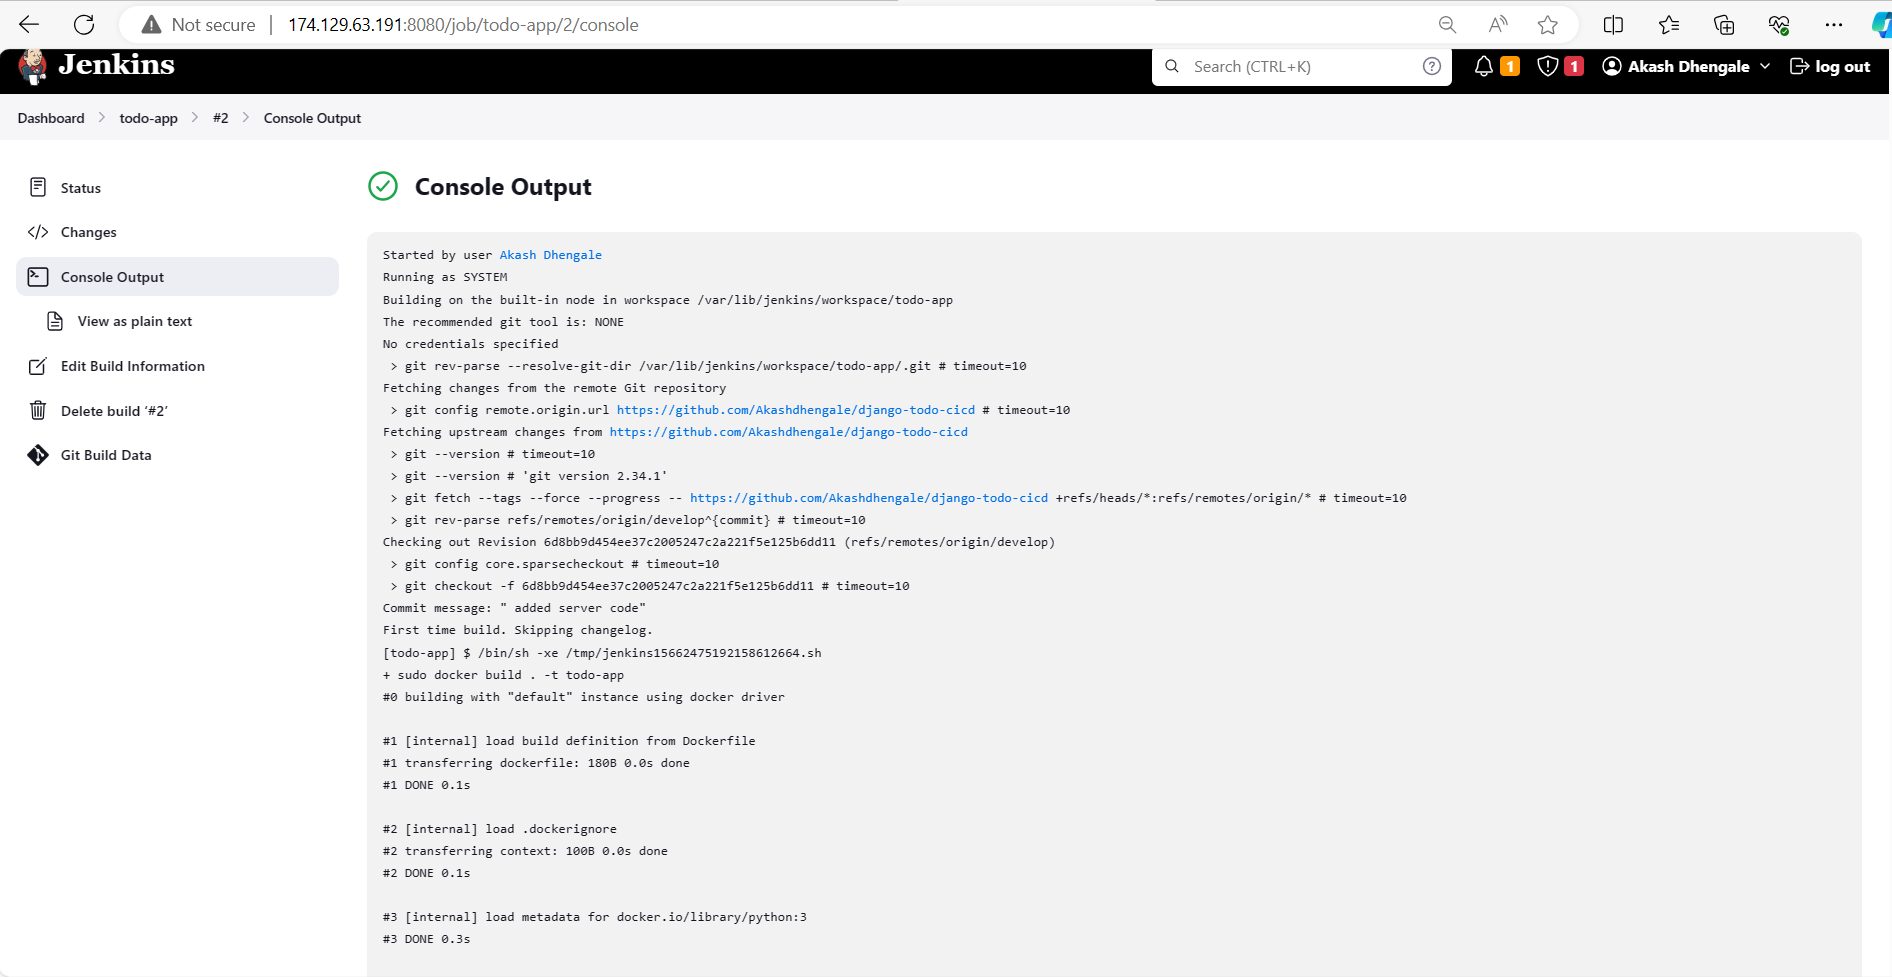 Not secure | 174.129.63.191:8080/job/todo-app/2/console
Jenkins
Search (CTRL+K)
1
1
Akash Dhengale
log out
Dashboard > todo-app > #2 > Console Output
Status
Changes
Console Output
View as plain text
Edit Build Information
Delete build '#2'
Git Build Data
Console Output
Started by user Akash Dhengale
Running as SYSTEM
Building on the built-in node in workspace /var/lib/jenkins/workspace/todo-app
The recommended git tool is: NONE
No credentials specified
 > git rev-parse --resolve-git-dir /var/lib/jenkins/workspace/todo-app/.git # timeout=10
Fetching changes from the remote Git repository
 > git config remote.origin.url https://github.com/Akashdhengale/django-todo-cicd # timeout=10
Fetching upstream changes from https://github.com/Akashdhengale/django-todo-cicd
 > git --version # timeout=10
 > git --version # 'git version 2.34.1'
 > git fetch --tags --force --progress -- https://github.com/Akashdhengale/django-todo-cicd +refs/heads/*:refs/remotes/origin/* # timeout=10
 > git rev-parse refs/remotes/origin/develop^{commit} # timeout=10
Checking out Revision 6d8bb9d454ee37c2005247c2a221f5e125b6dd11 (refs/remotes/origin/develop)
 > git config core.sparsecheckout # timeout=10
 > git checkout -f 6d8bb9d454ee37c2005247c2a221f5e125b6dd11 # timeout=10
Commit message: " added server code"
First time build. Skipping changelog.
[todo-app] $ /bin/sh -xe /tmp/jenkins15662475192158612664.sh
+ sudo docker build . -t todo-app
#0 building with "default" instance using docker driver
#1 [internal] load build definition from Dockerfile
#1 transferring dockerfile: 180B 0.0s done
#1 DONE 0.1s
#2 [internal] load .dockerignore
#2 transferring context: 100B 0.0s done
#2 DONE 0.1s
#3 [internal] load metadata for docker.io/library/python:3
#3 DONE 0.3s